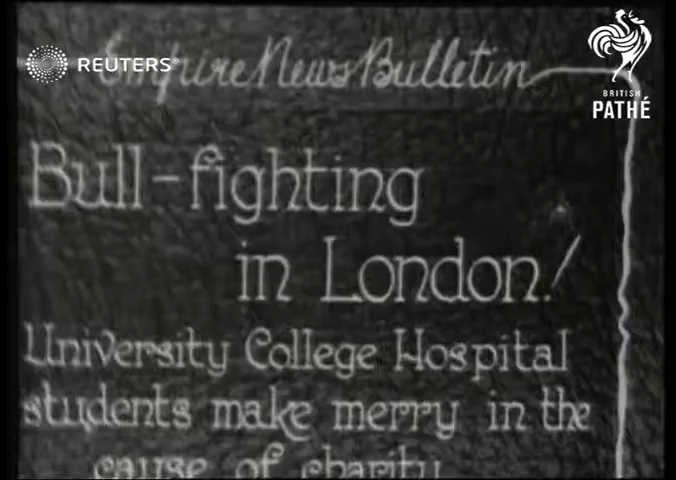 Empire News Bulletin
REUTERS
BRITISH
PATHÉ
Bull-fighting
in London!
University College Hospital
students make merry in the
cause of charity